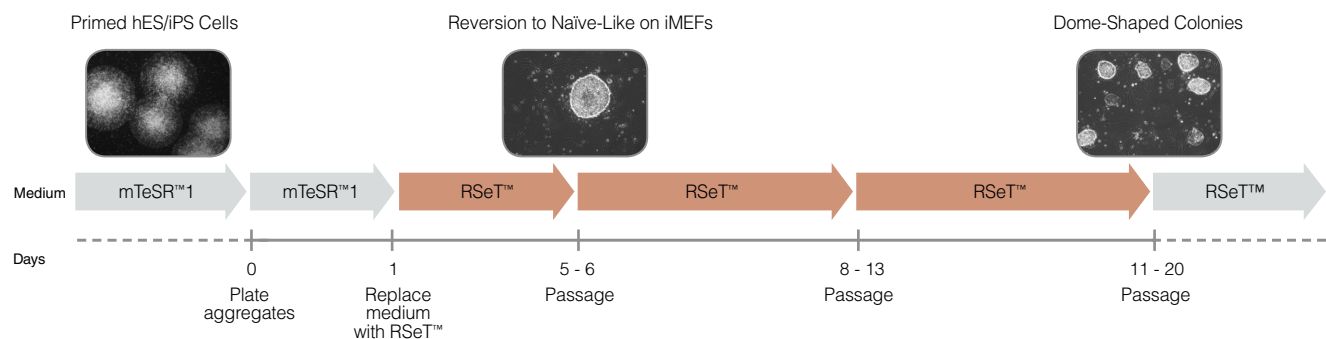 Primed hES/iPS Cells
Reversion to Naïve-Like on iMEFs
Dome-Shaped Colonies
Medium
mTeSR™1
mTeSR™1
RSeT™
RSeT™
RSeT™
RSeT™
Days
0
1
5 - 6
8 - 13
11 - 20
Plate
aggregates
Replace
medium
with RSeT™
Passage
Passage
Passage